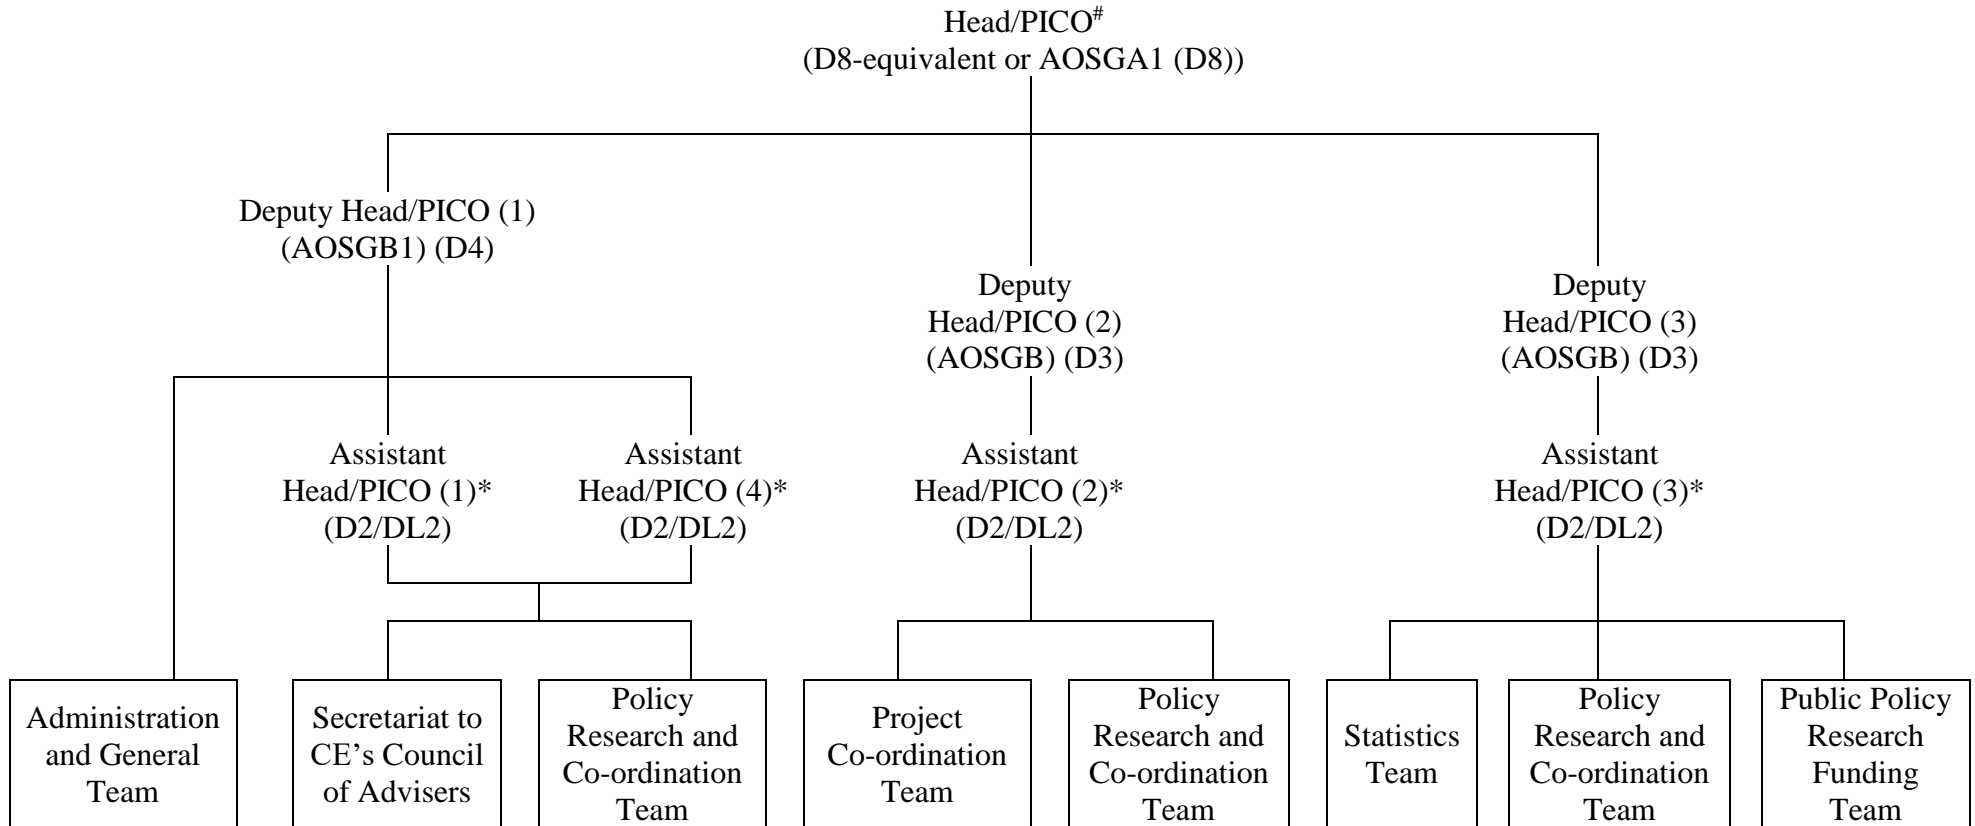 Head/PICO#
(D8-equivalent or AOSGA1 (D8))
Deputy Head/PICO (1)
(AOSGB1) (D4)
Deputy
Head/PICO (2)
(AOSGB) (D3)
Deputy
Head/PICO (3)
(AOSGB) (D3)
Assistant
Head/PICO (1)*
(D2/DL2)
Assistant
Head/PICO (4)*
(D2/DL2)
Assistant
Head/PICO (2)*
(D2/DL2)
Assistant
Head/PICO (3)*
(D2/DL2)
Administration
and General
Team
Secretariat to
CE’s Council
of Advisers
Policy
Research and
Co-ordination
Team
Project
Co-ordination
Team
Policy
Research and
Co-ordination
Team
Statistics
Team
Policy
Research and
Co-ordination
Team
Public Policy
Research
Funding
Team